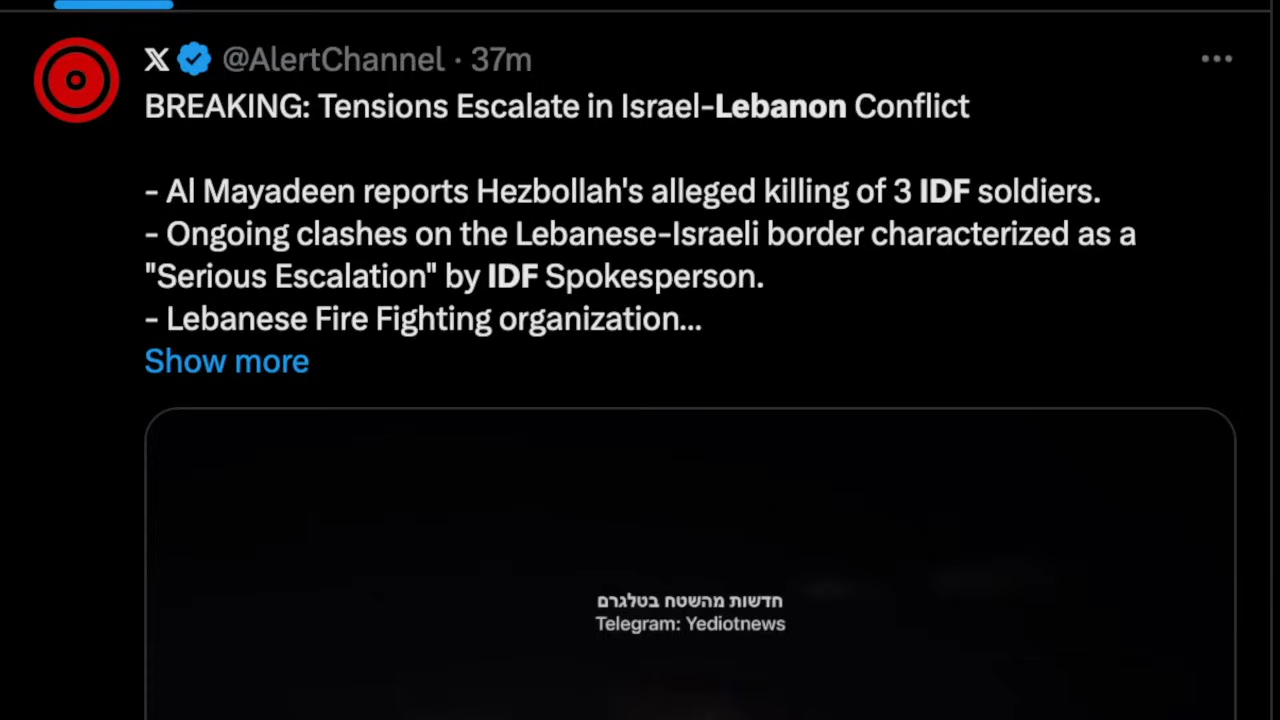 X @AlertChannel · 37m
BREAKING: Tensions Escalate in Israel-Lebanon Conflict
- Al Mayadeen reports Hezbollah's alleged killing of 3 IDF soldiers.
- Ongoing clashes on the Lebanese-Israeli border characterized as a
"Serious Escalation" by IDF Spokesperson.
- Lebanese Fire Fighting organization...
Show more
חדשות מהשטח בטלגרם
Telegram: Yediotnews